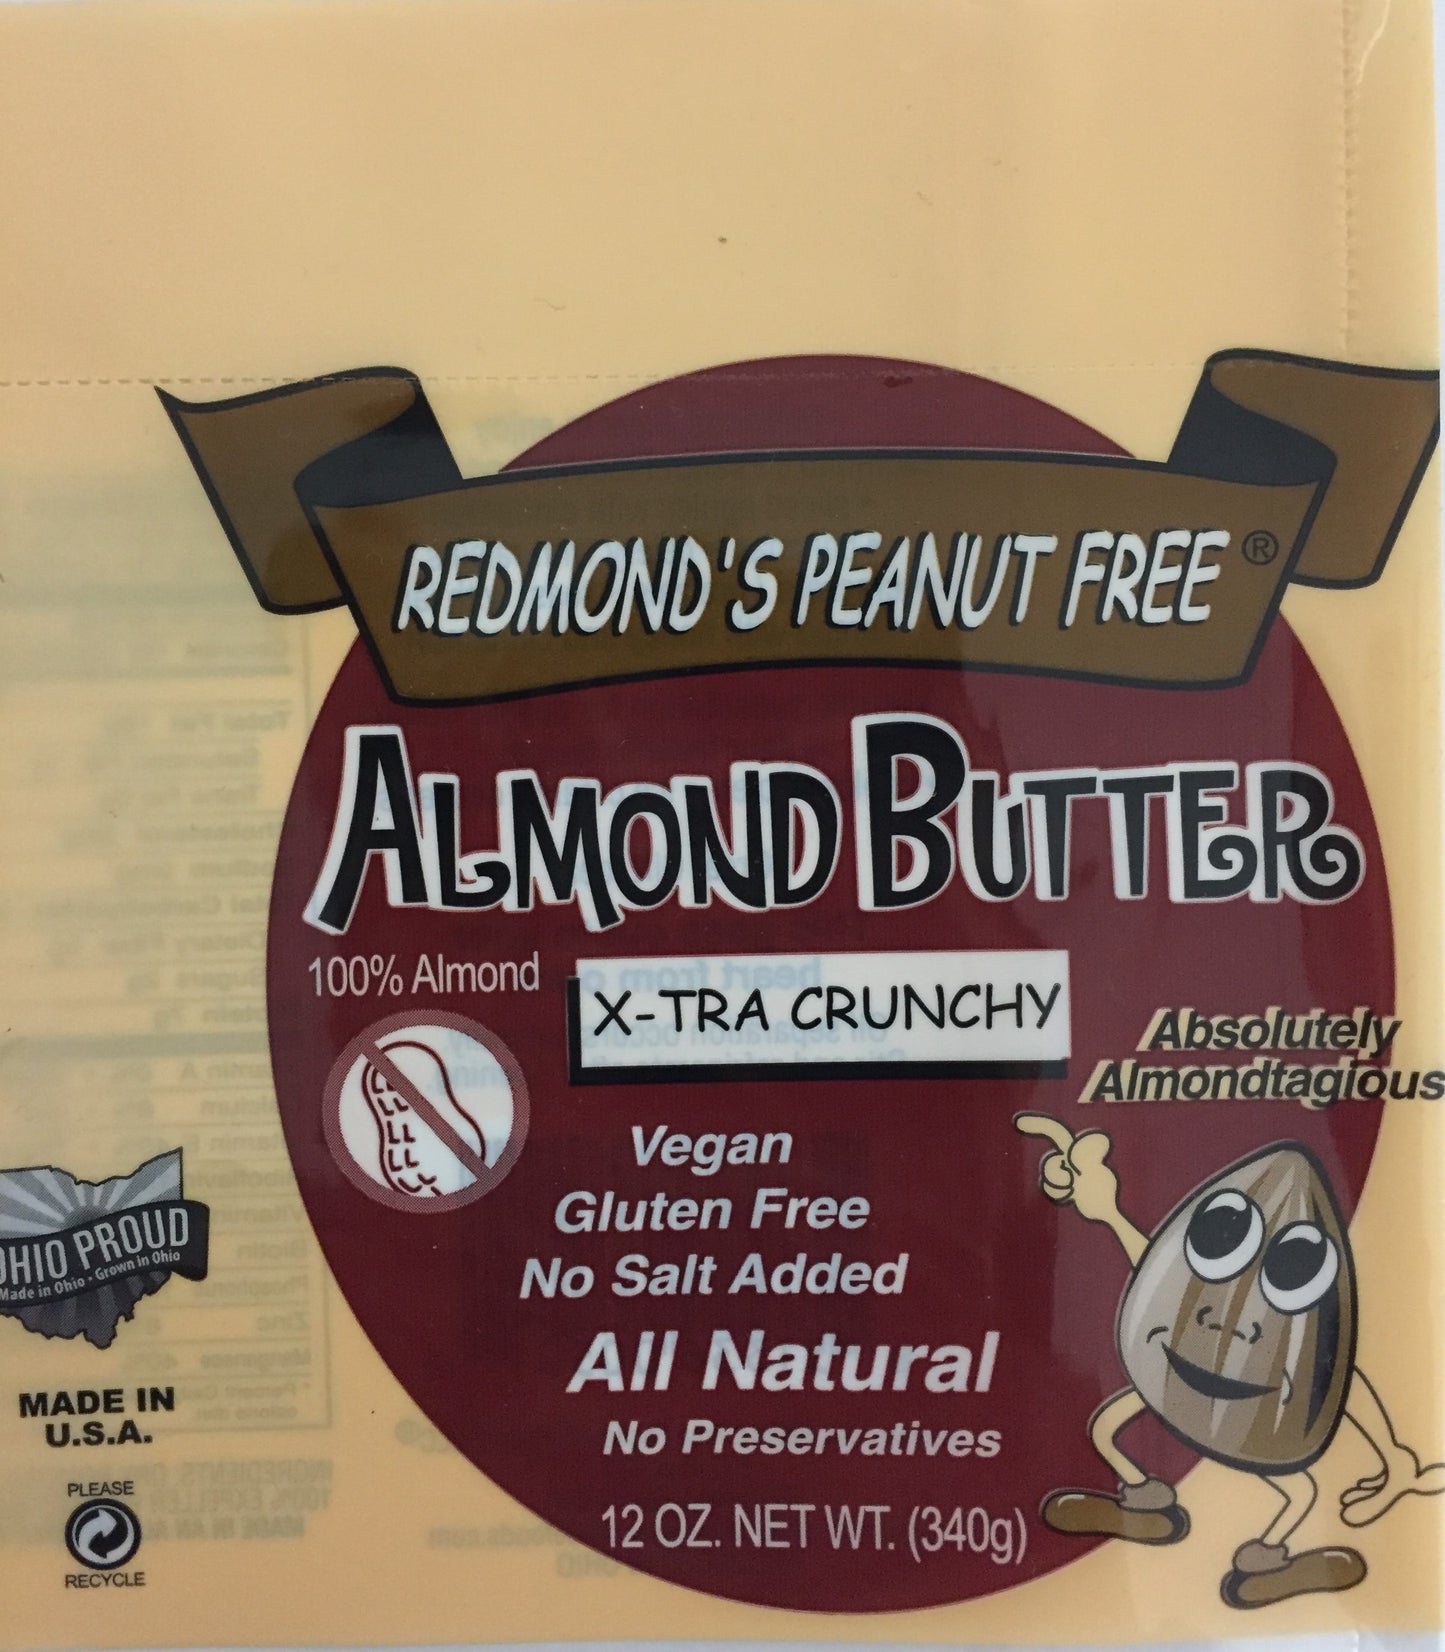 REDMOND'S PEANUT FREE®
ALMOND BUTTER
100% Almond
X-TRA CRUNCHY
Absolutely
Almondtagious
Vegan
Gluten Free
No Salt Added
All Natural
No Preservatives
12 OZ. NET WT. (340g)
OHIO PROUD
Made in Ohio • Grown in Ohio
MADE IN
U.S.A.
PLEASE
RECYCLE